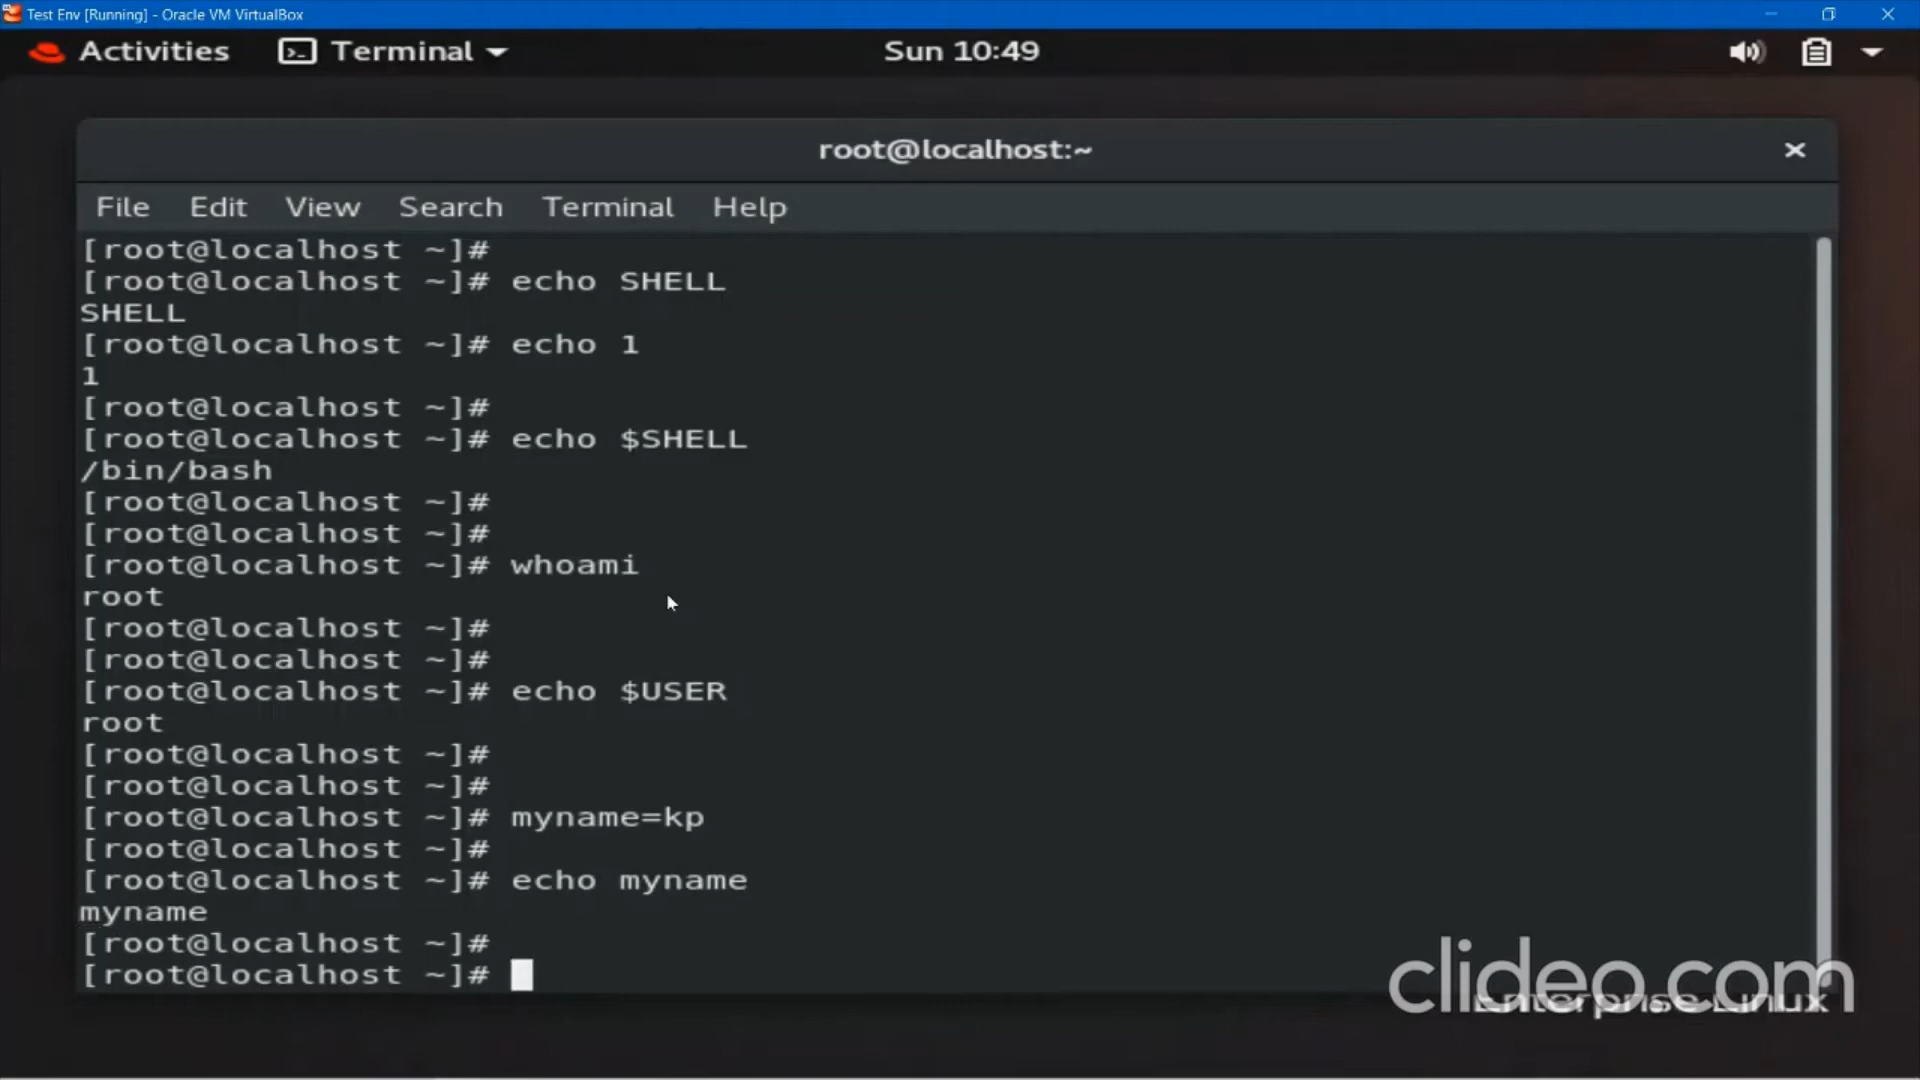 Test Env [Running] - Oracle VM VirtualBox
Activities Terminal Sun 10:49
root@localhost:~
File Edit View Search Terminal Help
[root@localhost ~]#
[root@localhost ~]# echo SHELL
SHELL
[root@localhost ~]# echo 1
1
[root@localhost ~]#
[root@localhost ~]# echo $SHELL
/bin/bash
[root@localhost ~]#
[root@localhost ~]#
[root@localhost ~]# whoami
root
[root@localhost ~]#
[root@localhost ~]#
[root@localhost ~]# echo $USER
root
[root@localhost ~]#
[root@localhost ~]#
[root@localhost ~]# myname=kp
[root@localhost ~]#
[root@localhost ~]# echo myname
myname
[root@localhost ~]#
[root@localhost ~]#
clideo.com
Enterprise Linux